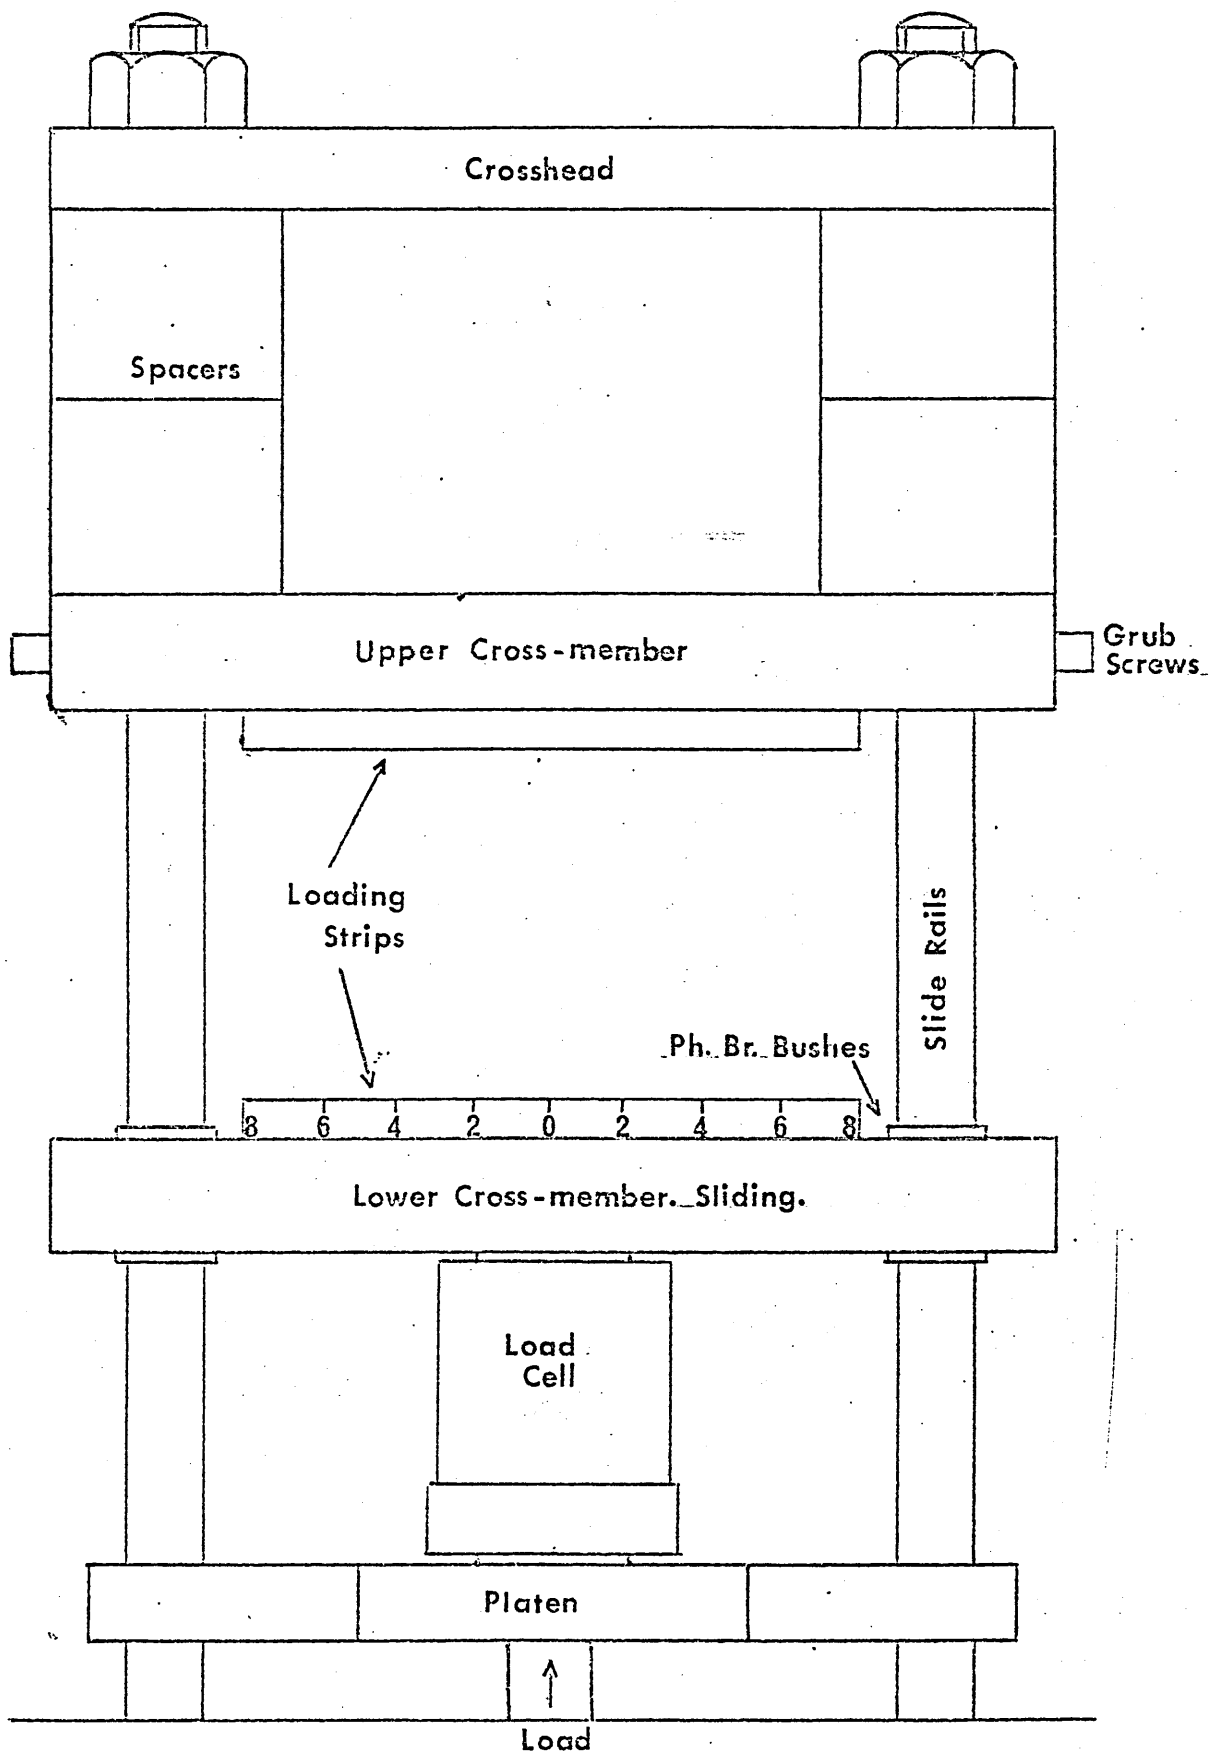 Crosshead
Spacers
Upper Cross-member
Grub
Screws
Loading
Strips
Slide Rails
Ph. Br. Bushes
8 6 4 2 0 2 4 6 8
Lower Cross-member. Sliding.
Load
Cell
Platen
Load